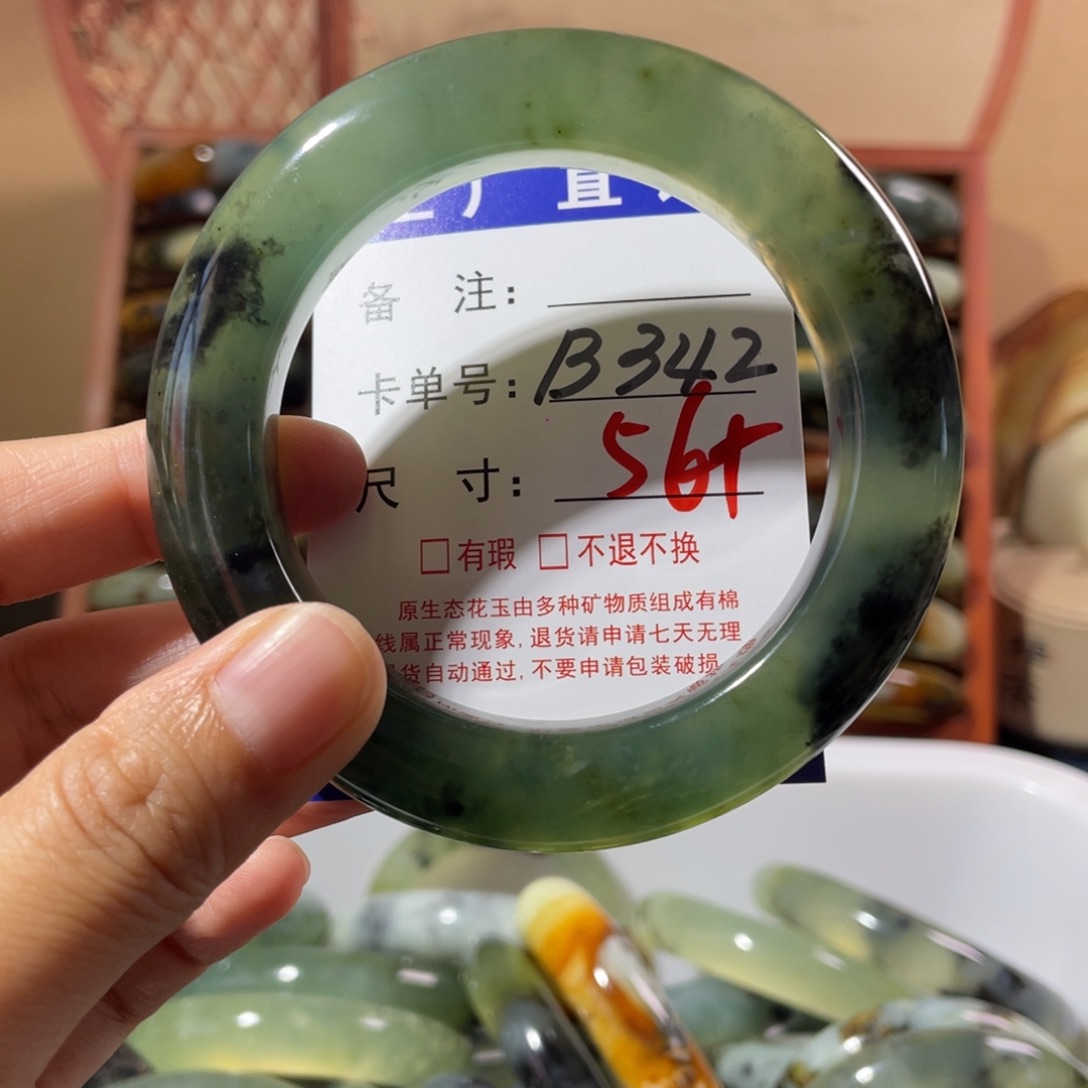 厂直
备 注：
卡单号：B342
尺 寸：56+
□有瑕 □不退不换
原生态花玉由多种矿物质组成有棉
线属正常现象,退货请申请七天无理
货自动通过,不要申请包装破损